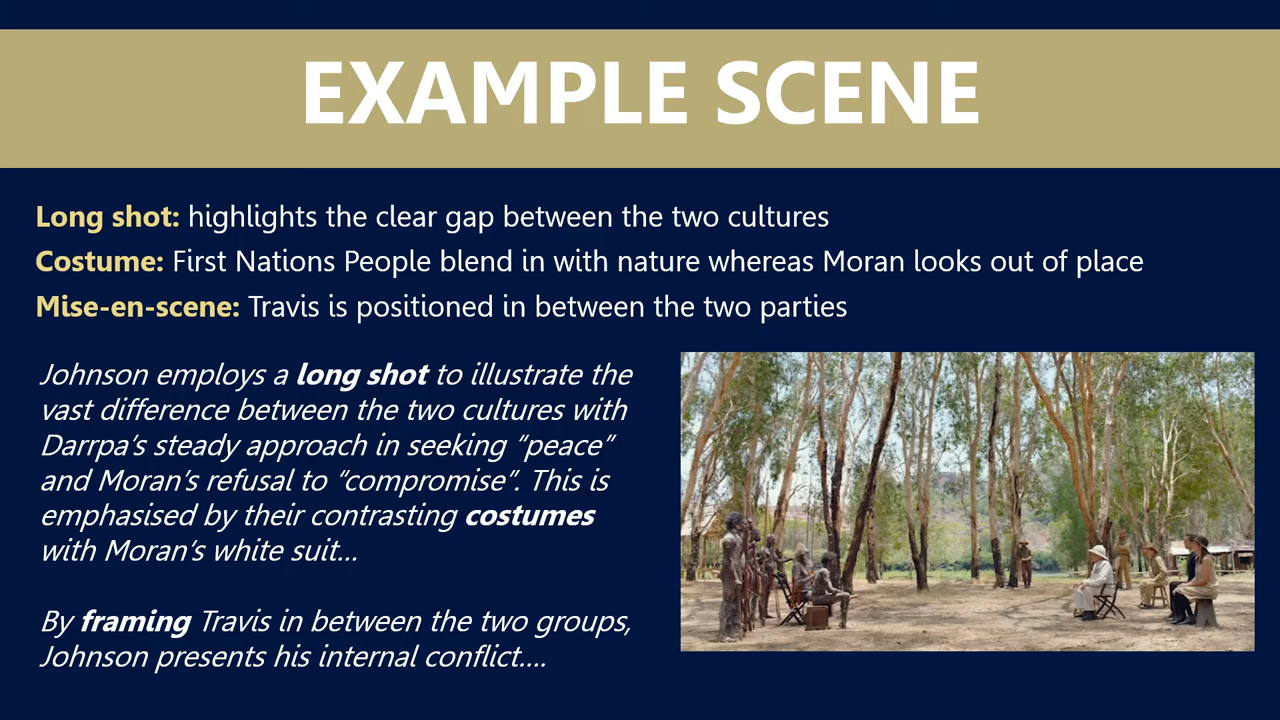 EXAMPLE SCENE
Long shot: highlights the clear gap between the two cultures
Costume: First Nations People blend in with nature whereas Moran looks out of place
Mise-en-scene: Travis is positioned in between the two parties
Johnson employs a long shot to illustrate the
vast difference between the two cultures with
Darrpa’s steady approach in seeking “peace”
and Moran’s refusal to “compromise”. This is
emphasised by their contrasting costumes
with Moran’s white suit…
By framing Travis in between the two groups,
Johnson presents his internal conflict….